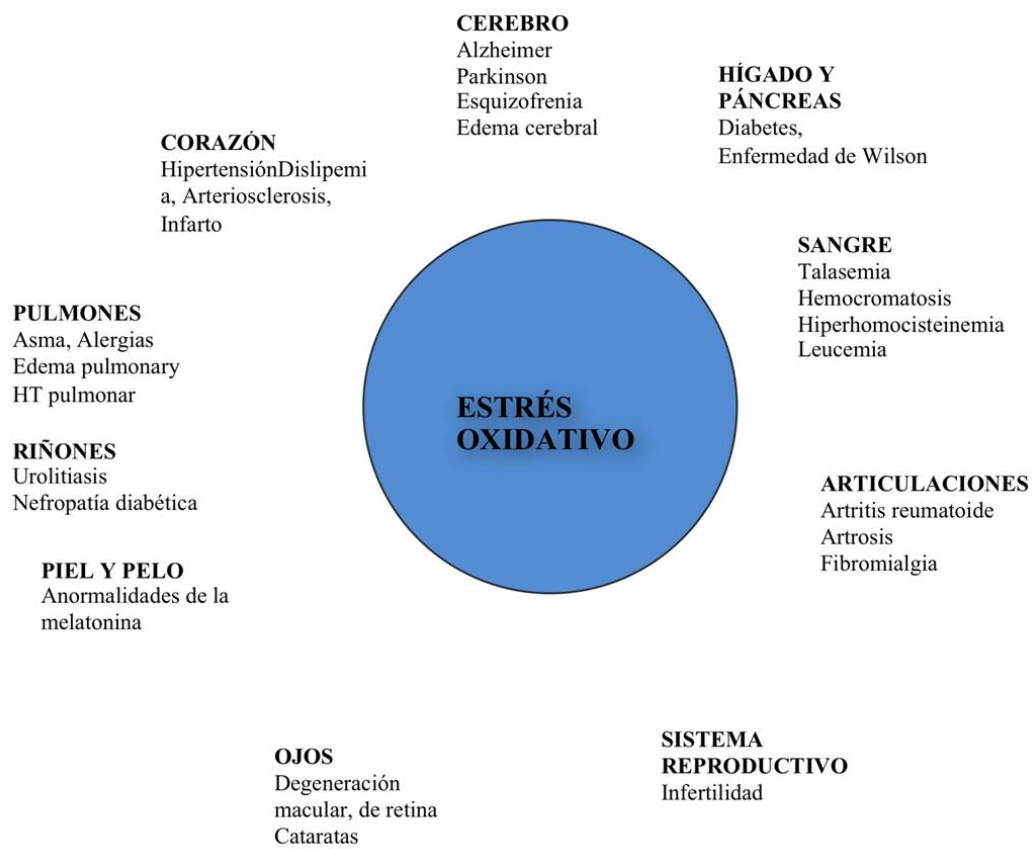 CEREBRO
Alzheimer
Parkinson
Esquizofrenia
Edema cerebral
HÍGADO Y
PÁNCREAS
Diabetes,
Enfermedad de Wilson
CORAZÓN
HipertensiónDislipemi
a, Arteriosclerosis,
Infarto
SANGRE
Talasemia
Hemocromatosis
Hiperhomocisteinemia
Leucemia
PULMONES
Asma, Alergias
Edema pulmonary
HT pulmonar
ESTRÉS
OXIDATIVO
RIÑONES
Urolitiasis
Nefropatía diabética
ARTICULACIONES
Artritis reumatoide
Artrosis
Fibromialgia
PIEL Y PELO
Anormalidades de la
melatonina
OJOS
Degeneración
macular, de retina
Cataratas
SISTEMA
REPRODUCTIVO
Infertilidad